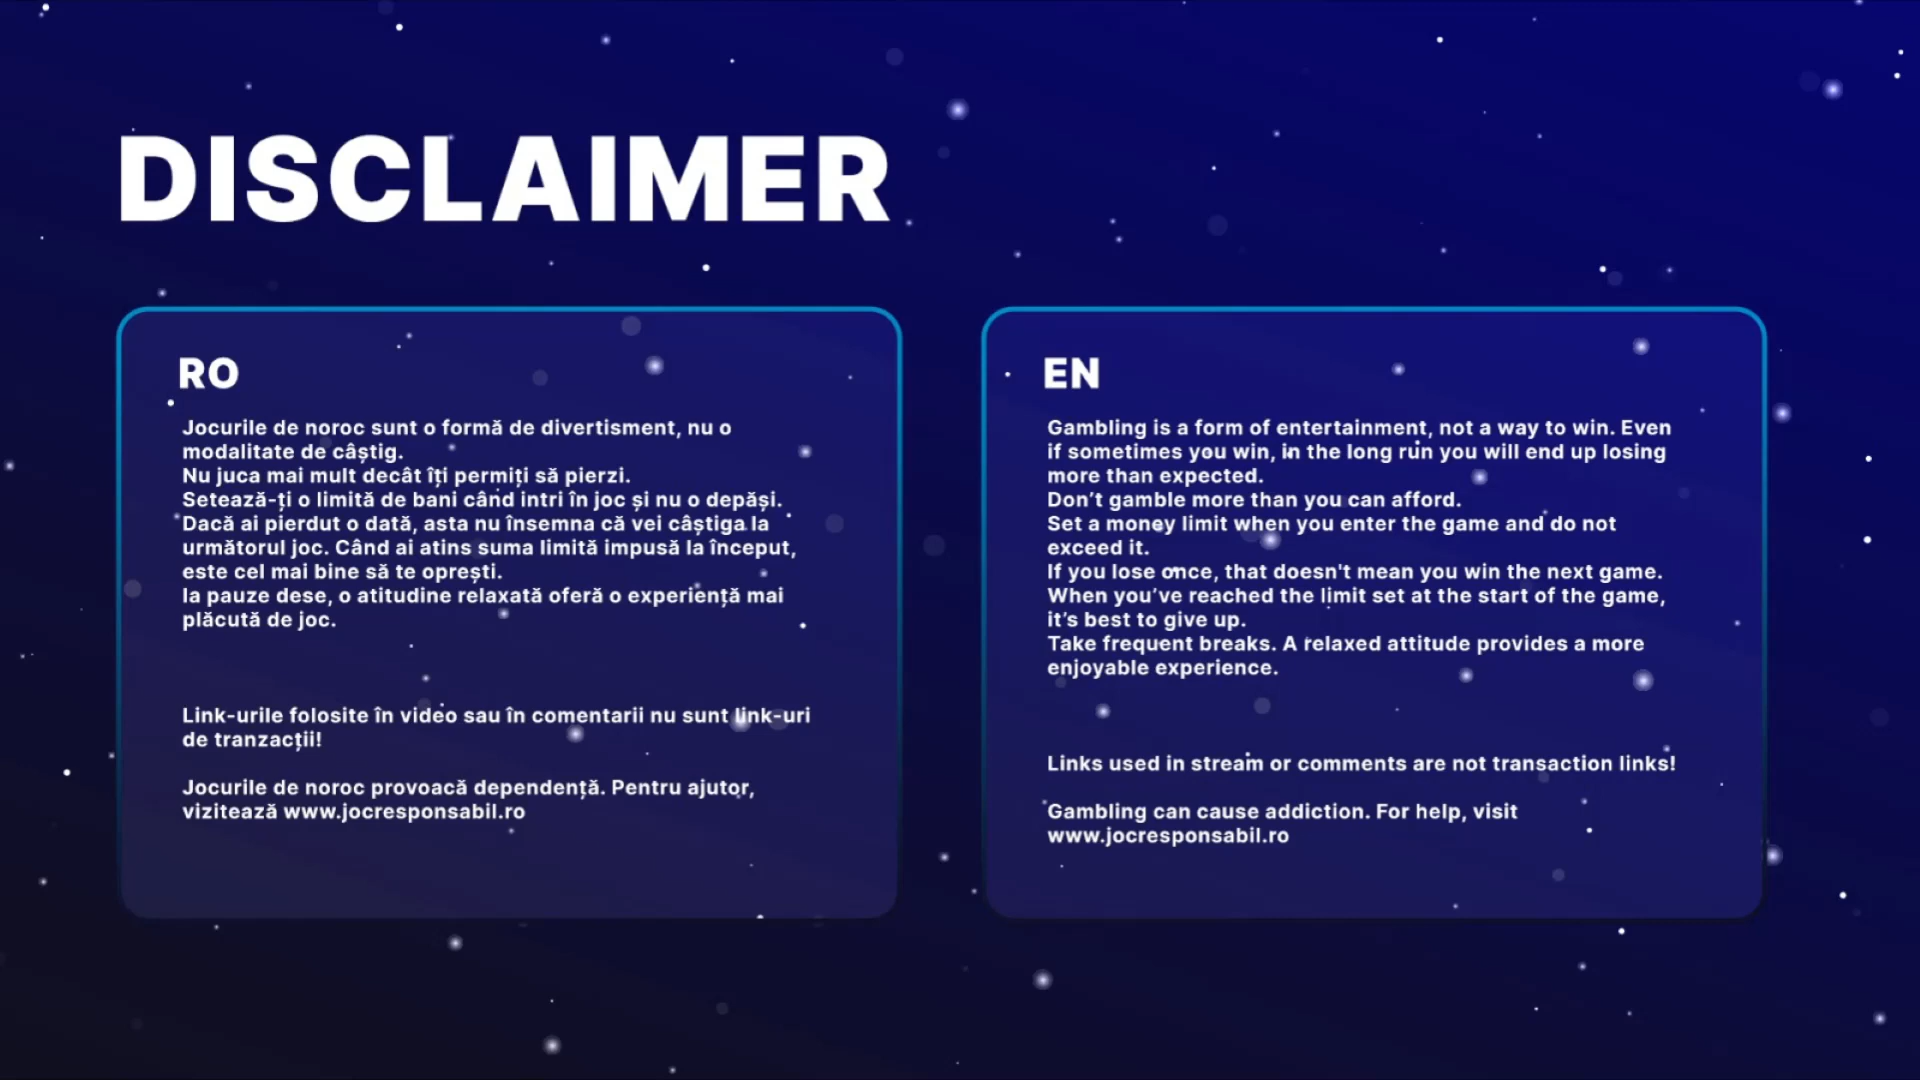 DISCLAIMER
RO
Jocurile de noroc sunt o formă de divertisment, nu o
modalitate de câștig.
Nu juca mai mult decât îți permiți să pierzi.
Setează-ți o limită de bani când intri în joc și nu o depăși.
Dacă ai pierdut o dată, asta nu însemna că vei câștiga la
următorul joc. Când ai atins suma limită impusă la început,
este cel mai bine să te oprești.
Ia pauze dese, o atitudine relaxată oferă o experiență mai
plăcută de joc.
Link-urile folosite în video sau în comentarii nu sunt link-uri
de tranzacții!
Jocurile de noroc provoacă dependență. Pentru ajutor,
vizitează www.jocresponsabil.ro
EN
Gambling is a form of entertainment, not a way to win. Even
if sometimes you win, in the long run you will end up losing
more than expected.
Don’t gamble more than you can afford.
Set a money limit when you enter the game and do not
exceed it.
If you lose once, that doesn't mean you win the next game.
When you’ve reached the limit set at the start of the game,
it’s best to give up.
Take frequent breaks. A relaxed attitude provides a more
enjoyable experience.
Links used in stream or comments are not transaction links!
Gambling can cause addiction. For help, visit
www.jocresponsabil.ro